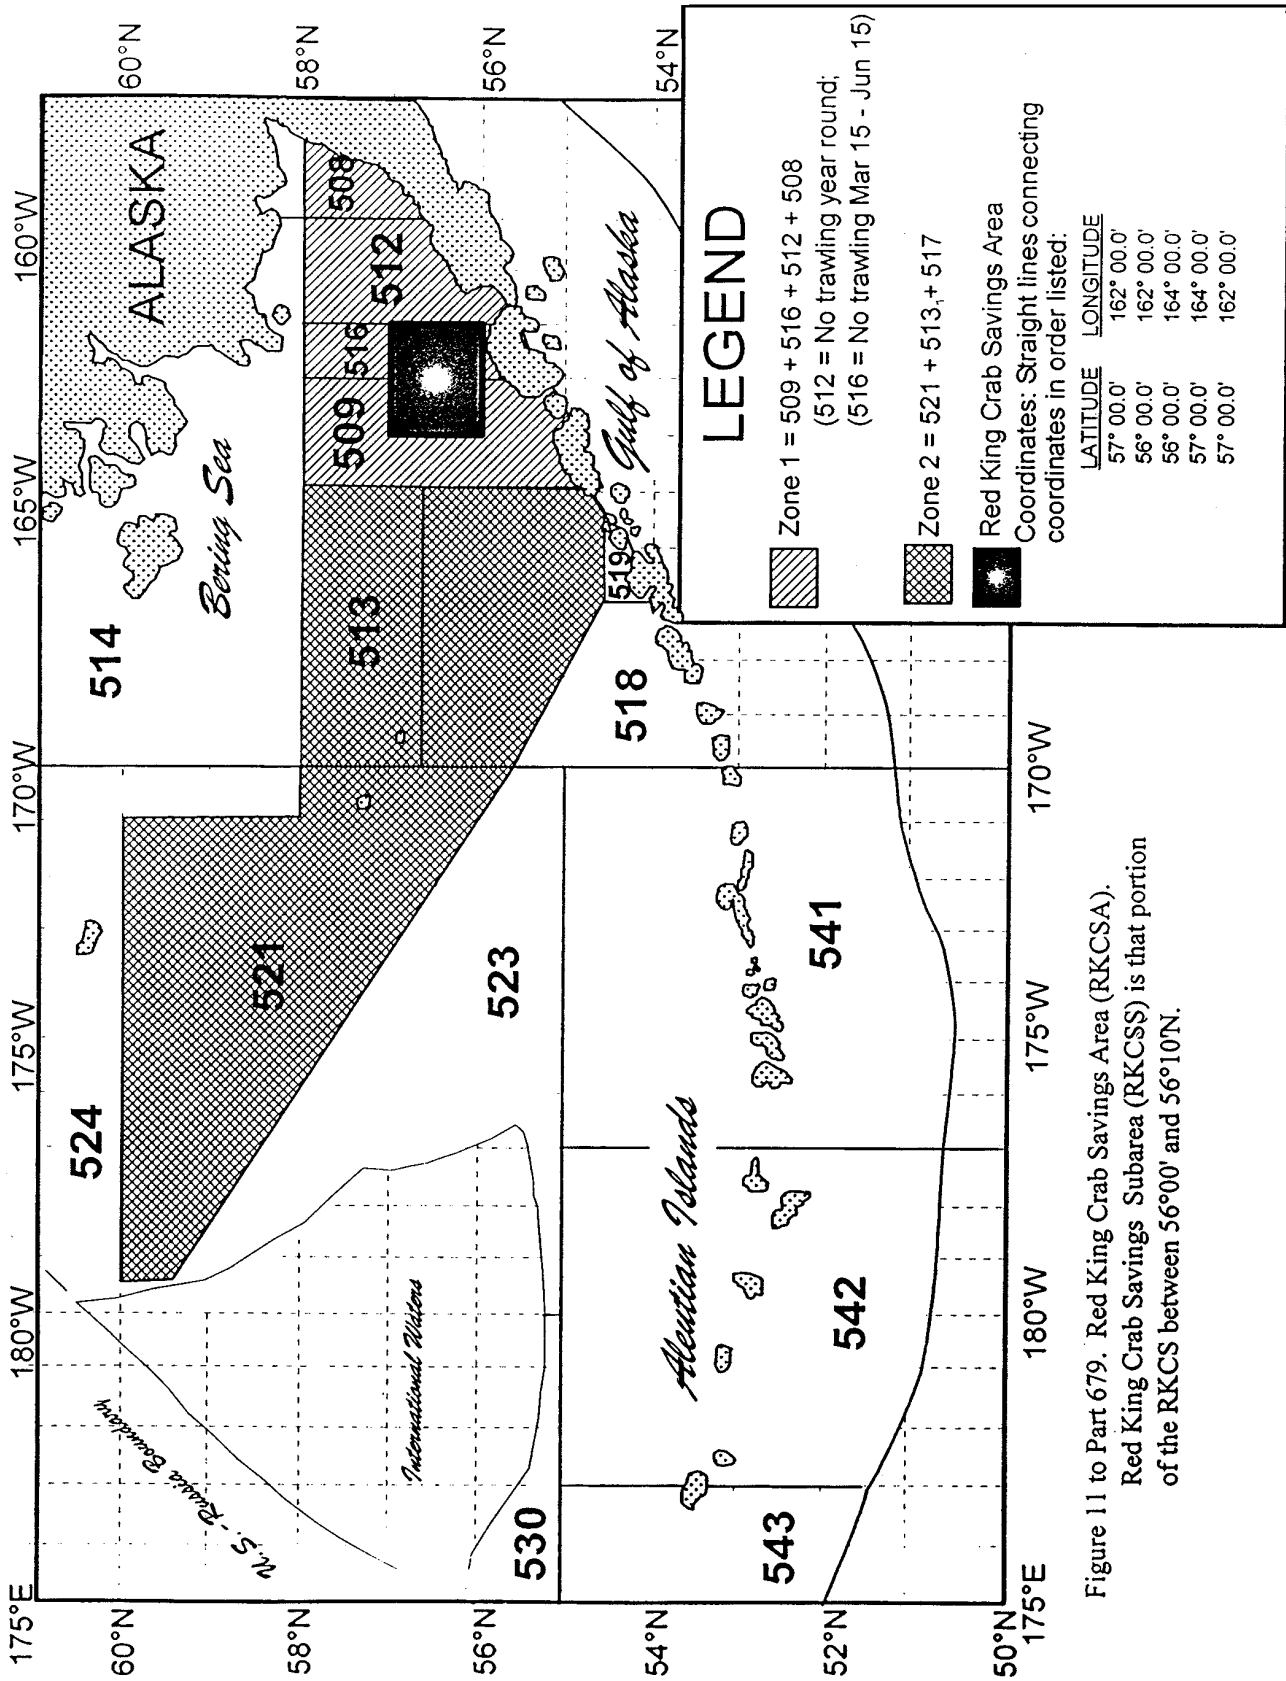 175°E
180°W
175°W
170°W
165°W
160°W
60°N
58°N
56°N
54°N
50°N
60°N
58°N
56°N
54°N
175°E
180°W
175°W
170°W
ALASKA
Bering Sea
Gulf of Alaska
Aleutian Islands
International Waters
U.S. - Russia Boundary
524
514
521
513
509
516
512
508
523
518
519
530
541
542
543
LEGEND
Zone 1 = 509 + 516 + 512 + 508
(512 = No trawling year round;
(516 = No trawling Mar 15 - Jun 15)
Zone 2 = 521 + 513 + 517
Red King Crab Savings Area
Coordinates: Straight lines connecting
coordinates in order listed:
LATITUDE LONGITUDE
57° 00.0' 162° 00.0'
56° 00.0' 162° 00.0'
56° 00.0' 164° 00.0'
57° 00.0' 164° 00.0'
57° 00.0' 162° 00.0'
Figure 11 to Part 679. Red King Crab Savings Area (RKCSA).
Red King Crab Savings Subarea (RKCSS) is that portion
of the RKCS between 56°00' and 56°10'N.